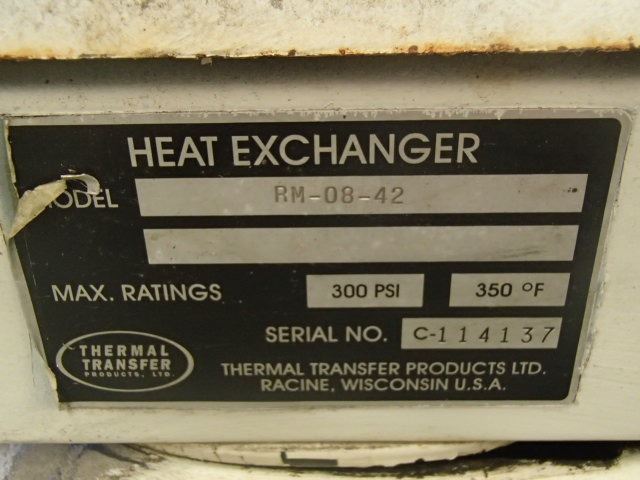 HEAT EXCHANGER
MODEL RM-08-42
MAX. RATINGS 300 PSI 350 °F
SERIAL NO. C-114137
THERMAL TRANSFER PRODUCTS, LTD.
THERMAL TRANSFER PRODUCTS LTD.
RACINE, WISCONSIN U.S.A.